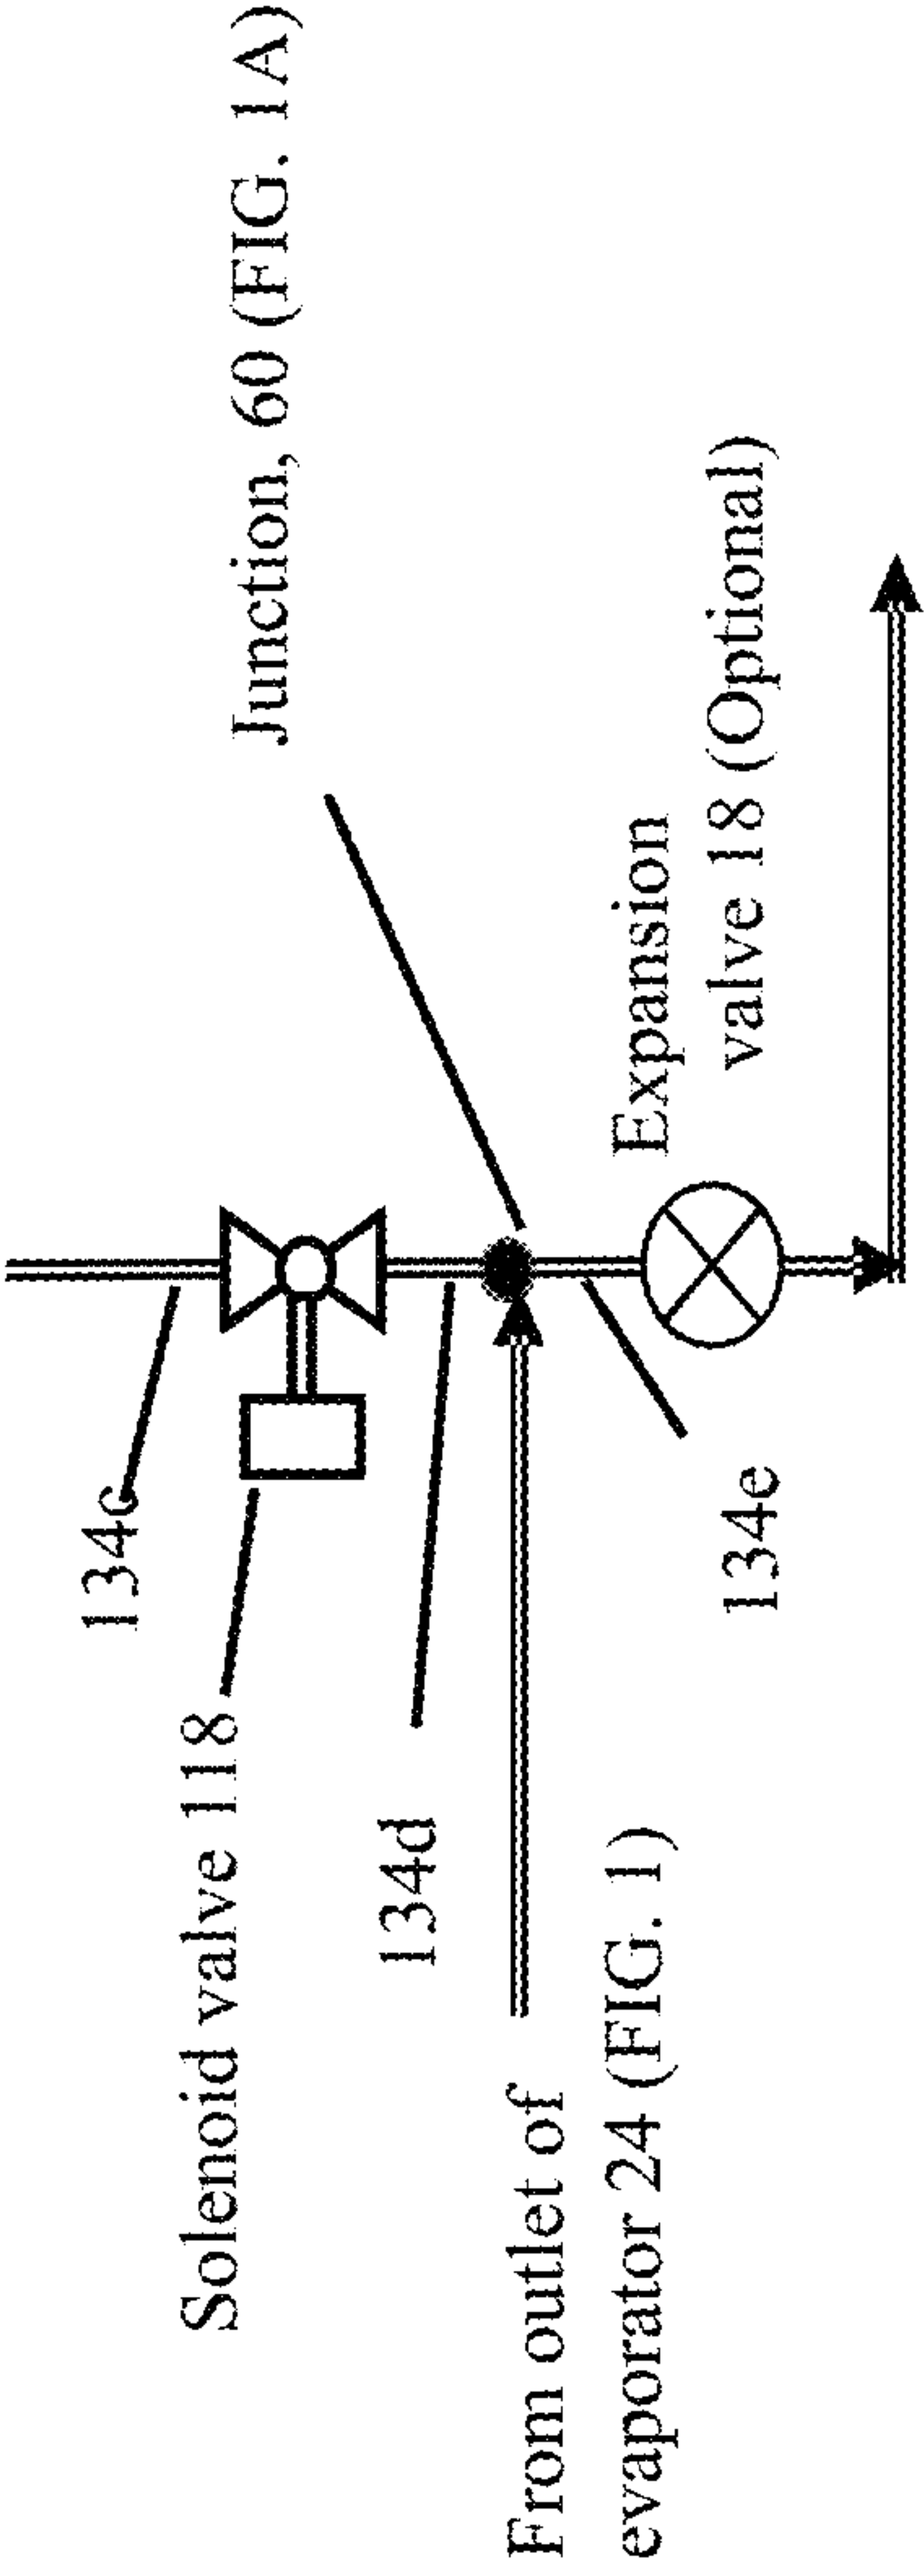 134c
Solenoid valve 118
Junction, 60 (FIG. 1A)
134d
From outlet of
evaporator 24 (FIG. 1)
Expansion
valve 18 (Optional)
134e